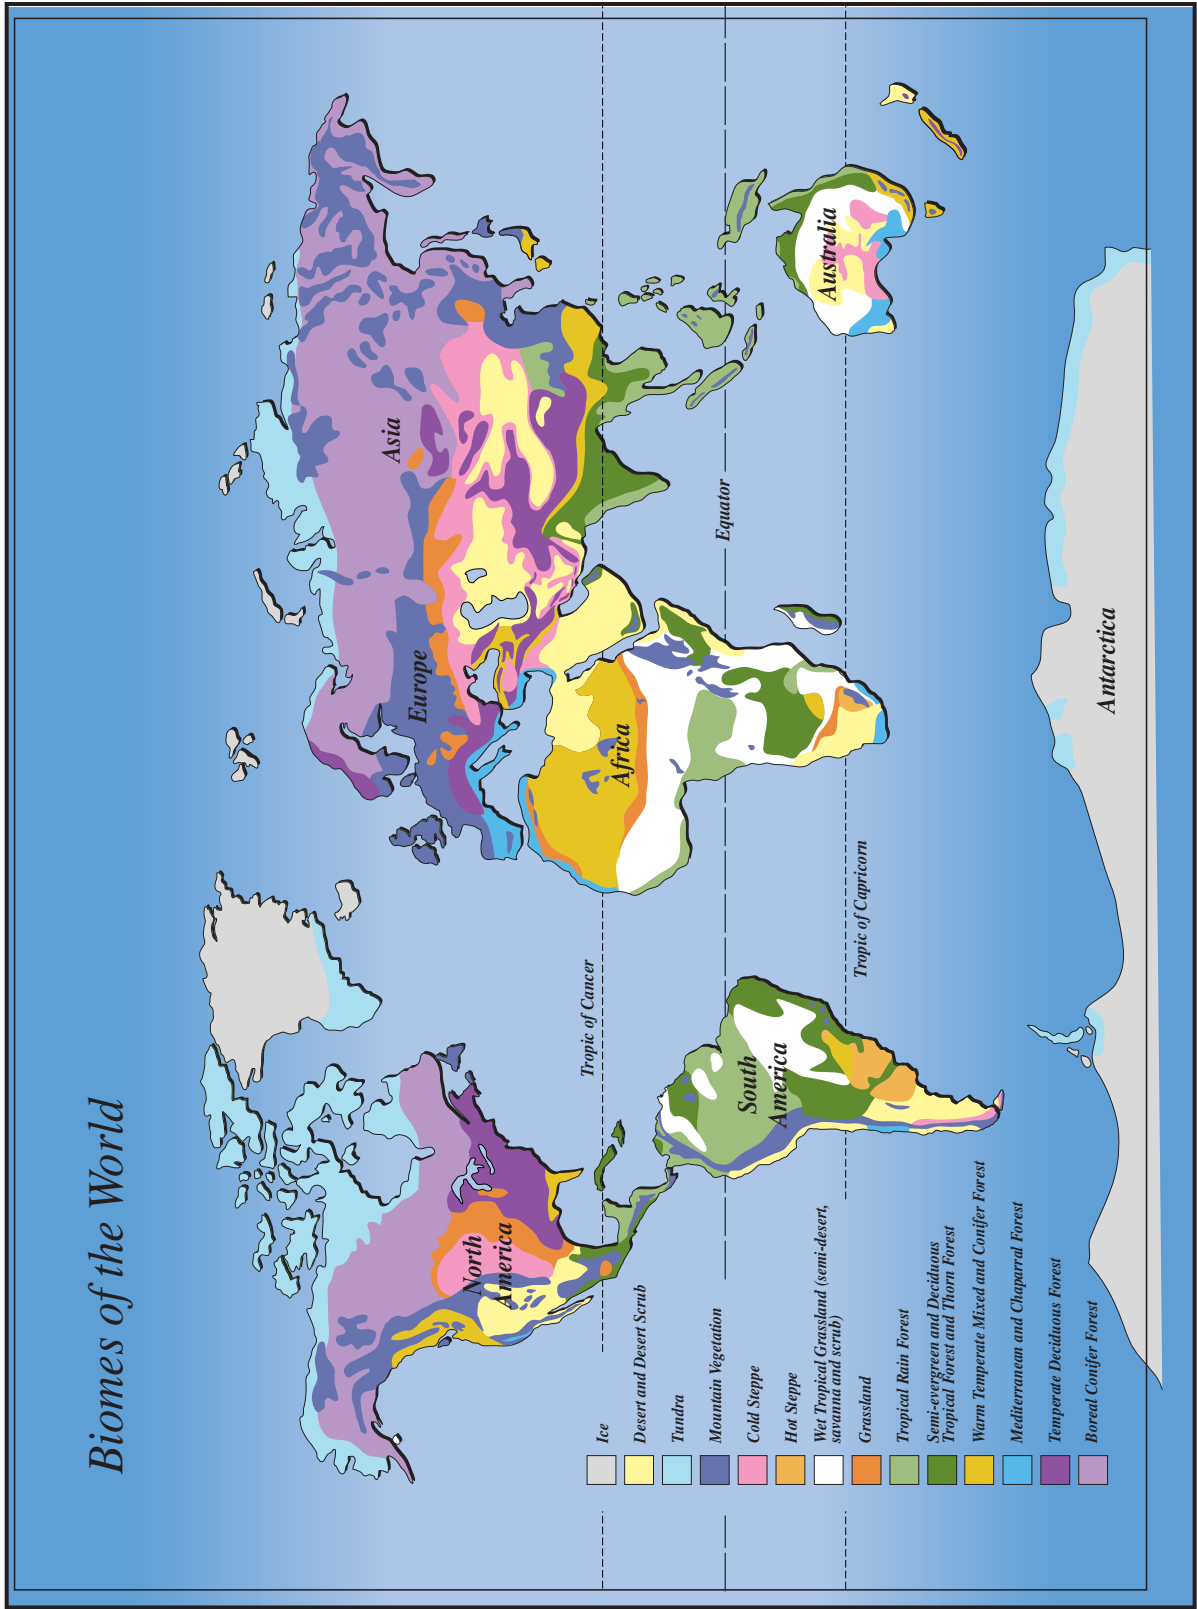 Biomes of the World
Asia
Europe
North
America
Africa
Australia
South
America
Antarctica
Tropic of Cancer
Equator
Tropic of Capricorn
Ice
Desert and Desert Scrub
Tundra
Mountain Vegetation
Cold Steppe
Hot Steppe
Wet Tropical Grassland (semi-desert,
savanna and scrub)
Grassland
Tropical Rain Forest
Semi-evergreen and Deciduous
Tropical Forest and Thorn Forest
Warm Temperate Mixed and Conifer Forest
Mediterranean and Chaparral Forest
Temperate Deciduous Forest
Boreal Conifer Forest